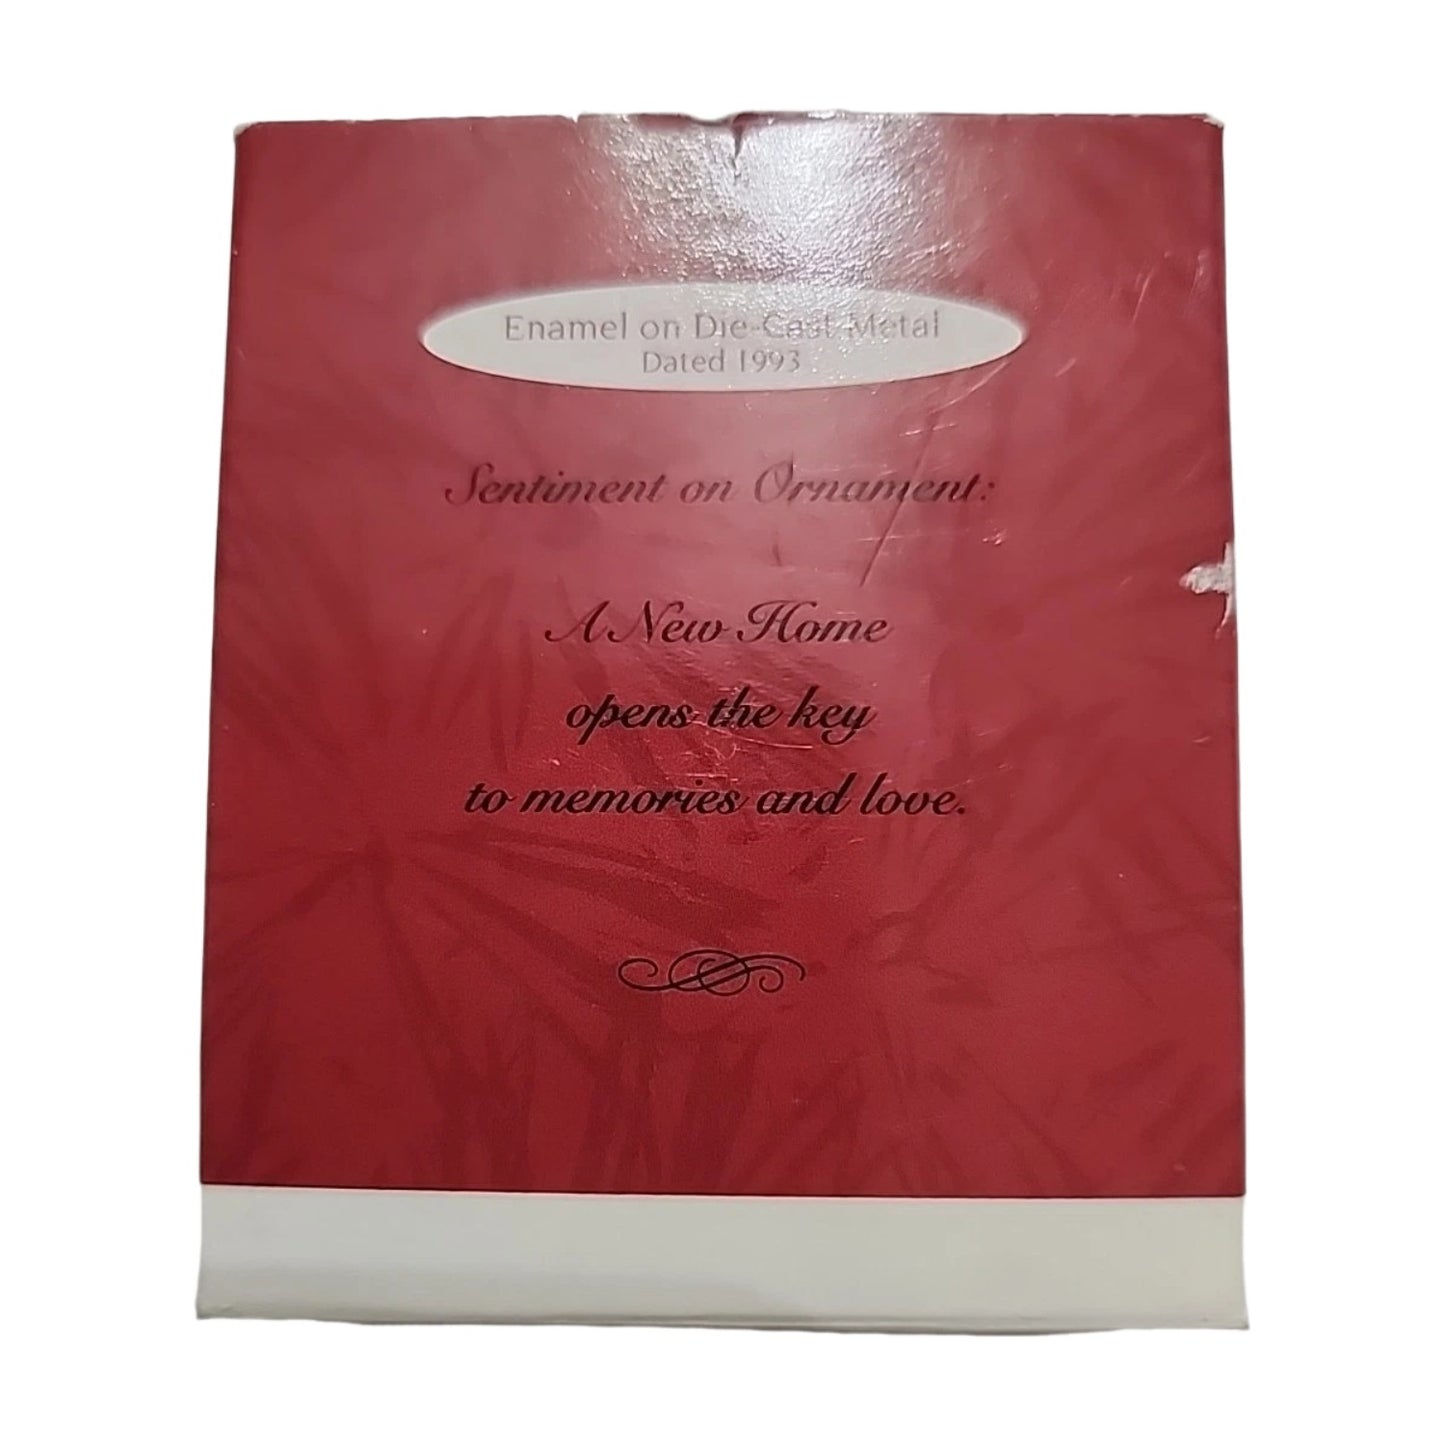 Enamel on Die-Cast Metal
Dated 1993
Sentiment on Ornament:
A New Home
opens the key
to memories and love.